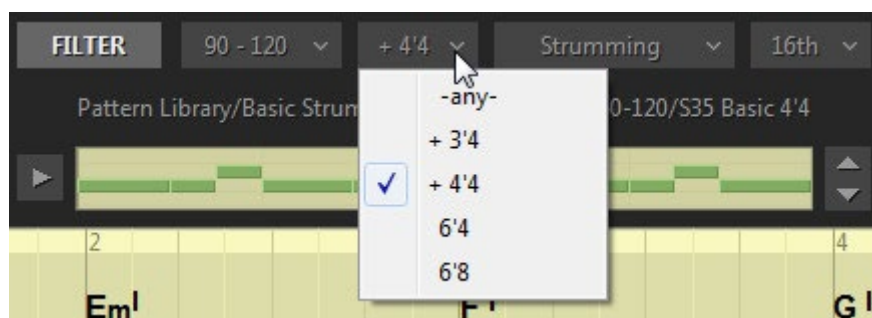 FILTER 90 - 120 + 4'4 Strumming 16th
-any-
Pattern Library/Basic Strum 0-120/S35 Basic 4'4
+ 3'4
+ 4'4
6'4
2 4
6'8
Em| G |